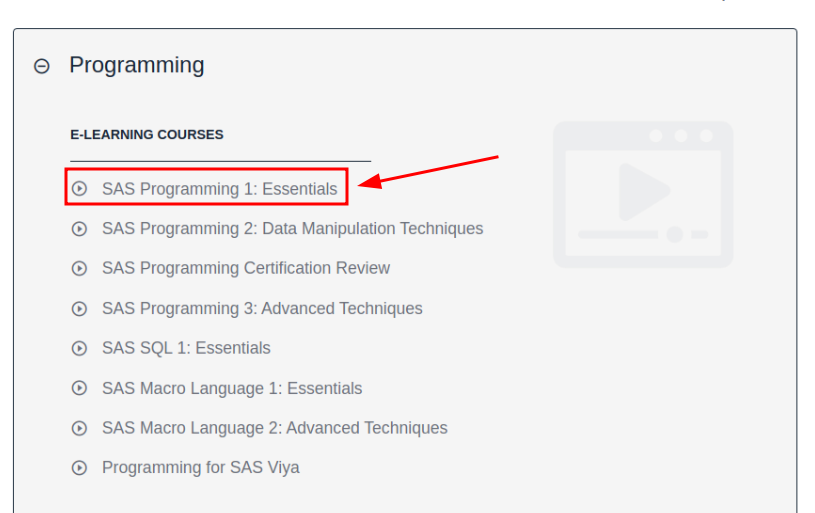 Programming
E-LEARNING COURSES
SAS Programming 1: Essentials
SAS Programming 2: Data Manipulation Techniques
SAS Programming Certification Review
SAS Programming 3: Advanced Techniques
SAS SQL 1: Essentials
SAS Macro Language 1: Essentials
SAS Macro Language 2: Advanced Techniques
Programming for SAS Viya